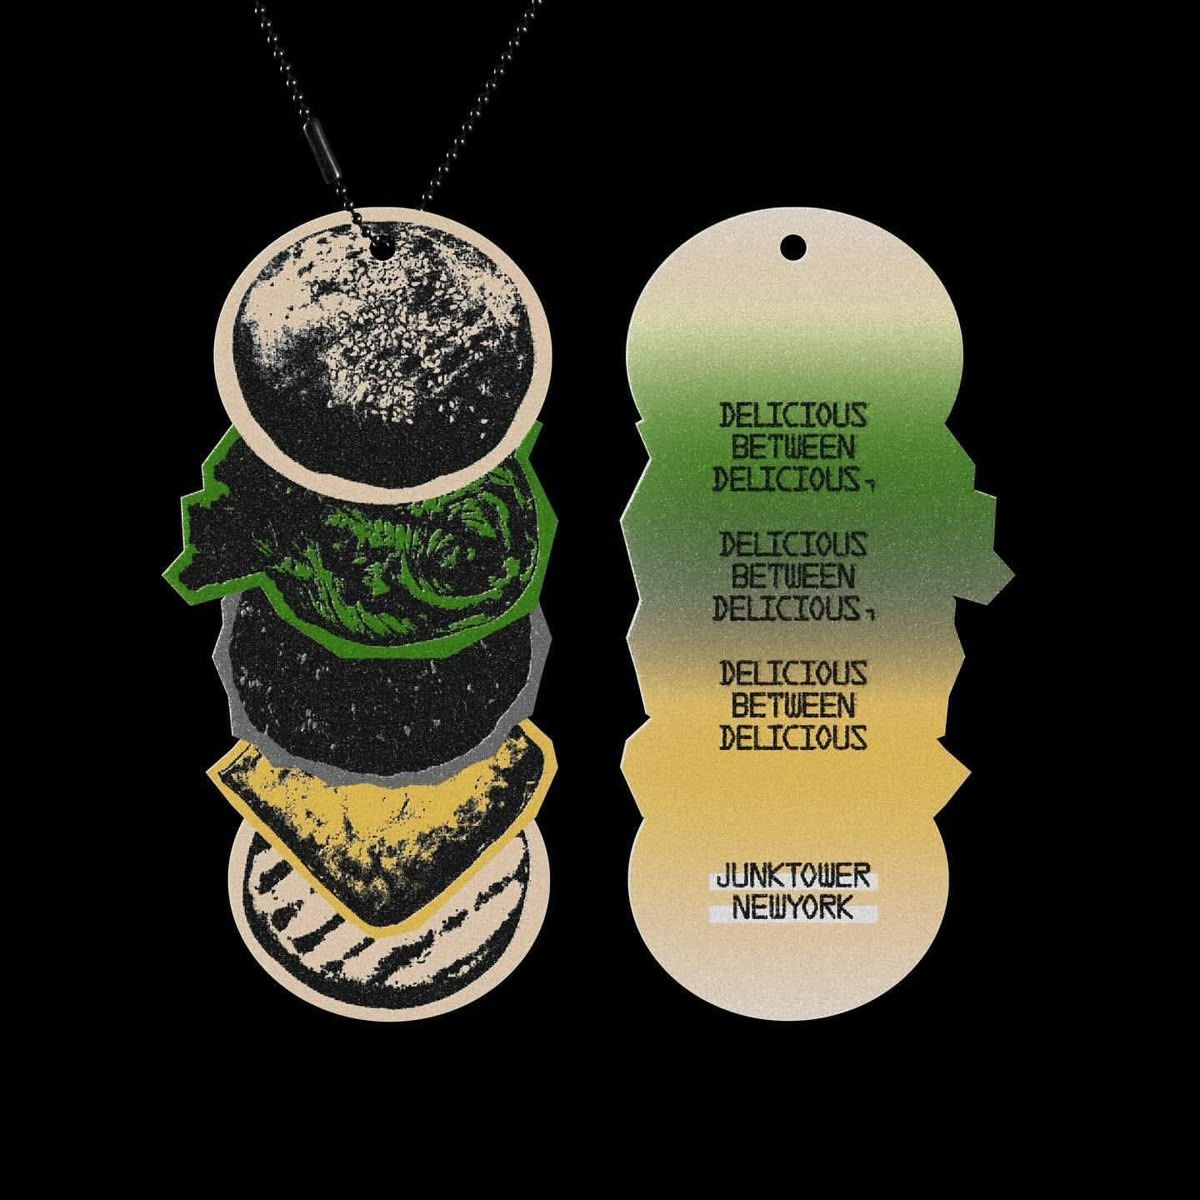 DELICIOUS
BETWEEN
DELICIOUS,
DELICIOUS
BETWEEN
DELICIOUS,
DELICIOUS
BETWEEN
DELICIOUS
JUNKTOWER
NEWYORK